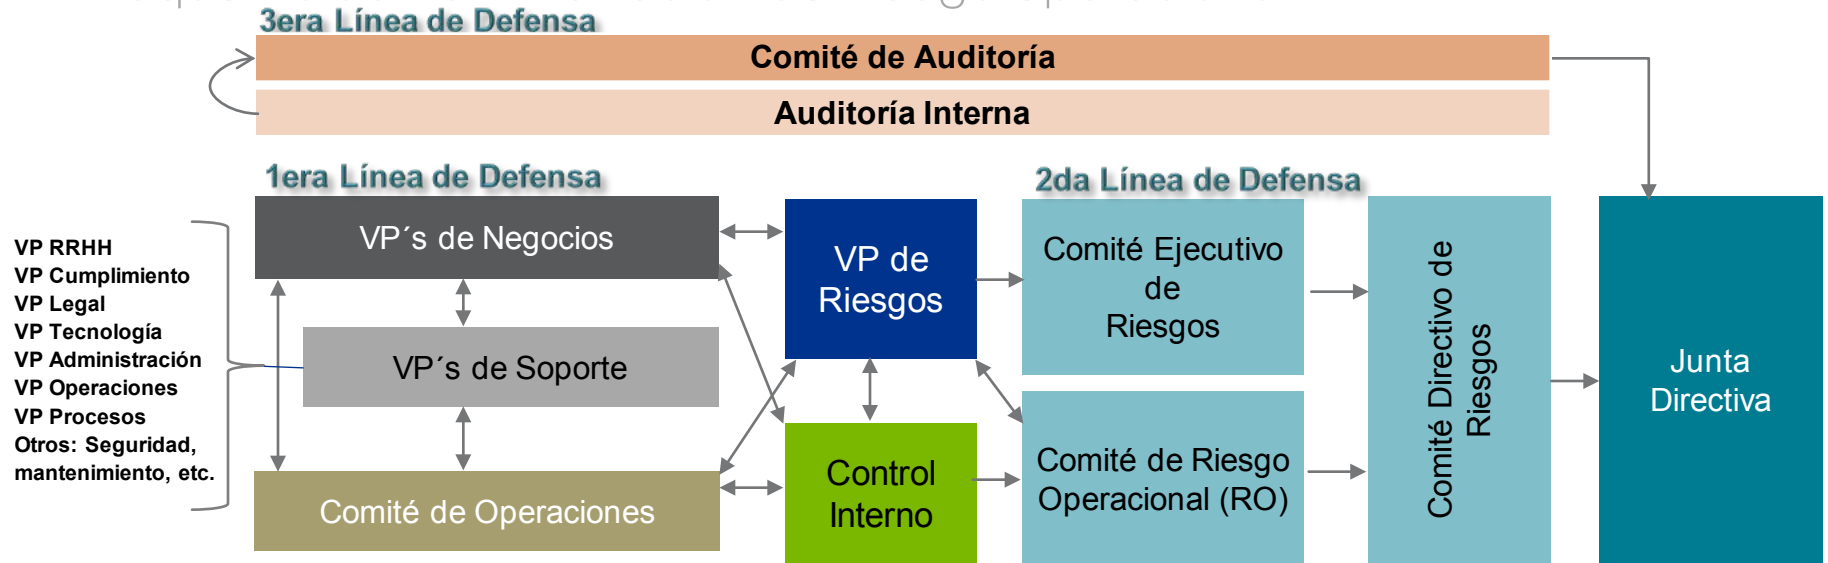 3era Línea de Defensa
Comité de Auditoría
Auditoría Interna
1era Línea de Defensa
2da Línea de Defensa
VP RRHH
VP Cumplimiento
VP Legal
VP Tecnología
VP Administración
VP Operaciones
VP Procesos
Otros: Seguridad,
mantenimiento, etc.
VP´s de Negocios
VP´s de Soporte
Comité de Operaciones
VP de
Riesgos
Control
Interno
Comité Ejecutivo
de
Riesgos
Comité de Riesgo
Operacional (RO)
Comité Directivo de
Riesgos
Junta
Directiva